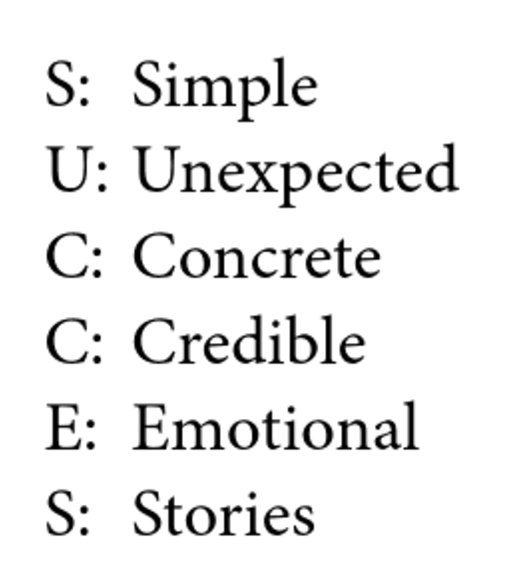 S: Simple
U: Unexpected
C: Concrete
C: Credible
E: Emotional
S: Stories